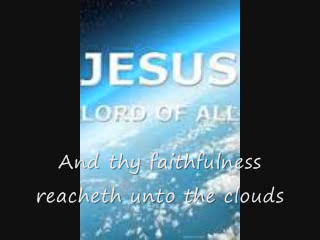 JESUS
LORD OF ALL
And thy faithfulness
reacheth unto the clouds